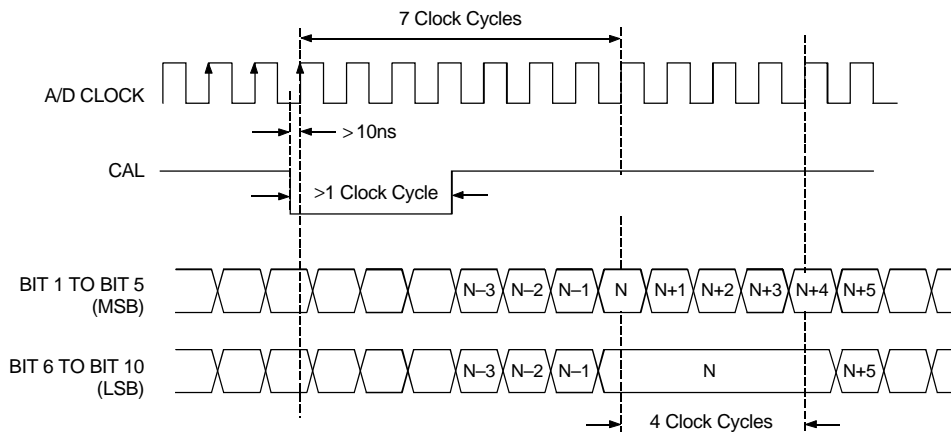 7 Clock Cycles
A/D CLOCK
>10ns
CAL
>1 Clock Cycle
BIT 1 TO BIT 5
(MSB)
N–3 N–2 N–1 N N+1 N+2 N+3 N+4 N+5
BIT 6 TO BIT 10
(LSB)
N–3 N–2 N–1 N N+5
4 Clock Cycles